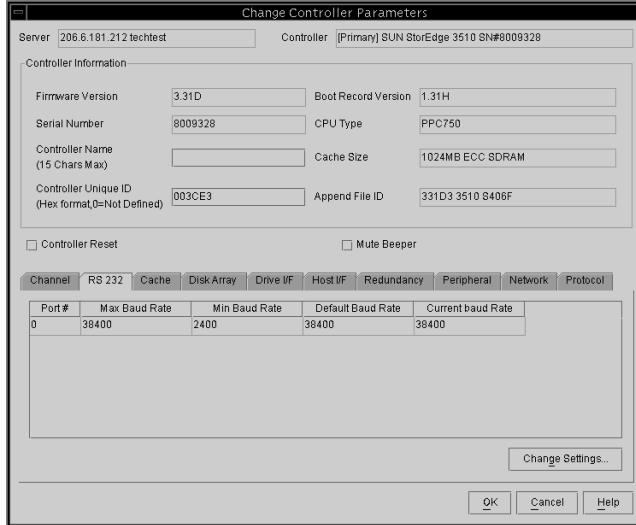 Change Controller Parameters
Server 206.6.181.212 techtest Controller [Primary] SUN StorEdge 3510 SN#8009328
Controller Information
Firmware Version 3.31D Boot Record Version 1.31H
Serial Number 8009328 CPU Type PPC750
Controller Name
(15 Chars Max)
Cache Size 1024MB ECC SDRAM
Controller Unique ID
(Hex format,0=Not Defined)
003CE3 Append File ID 331D3 3510 S406F
Controller Reset Mute Beeper
Channel RS 232 Cache Disk Array Drive I/F Host I/F Redundancy Peripheral Network Protocol
Port # Max Baud Rate Min Baud Rate Default Baud Rate Current baud Rate
0 38400 2400 38400 38400
Change Settings...
OK Cancel Help